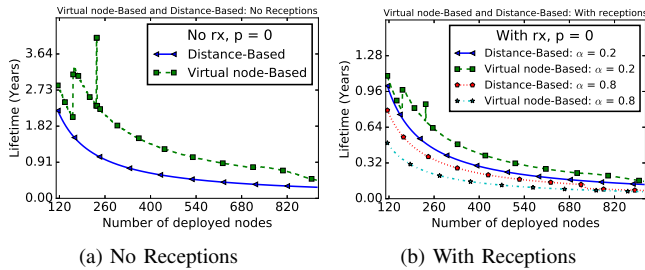 Virtual node-Based and Distance-Based: No Receptions
No rx, p = 0
Distance-Based
Virtual node-Based
3.64
2.73
1.82
0.91
0.00
Lifetime (Years)
120 260 400 540 680 820
Number of deployed nodes
(a) No Receptions
Virtual node-Based and Distance-Based: With receptions
With rx, p = 0
Distance-Based: α = 0.2
Virtual node-Based: α = 0.2
Distance-Based: α = 0.8
Virtual node-Based: α = 0.8
1.28
0.96
0.64
0.32
0.00
Lifetime (Years)
120 260 400 540 680 820
Number of deployed nodes
(b) With Receptions